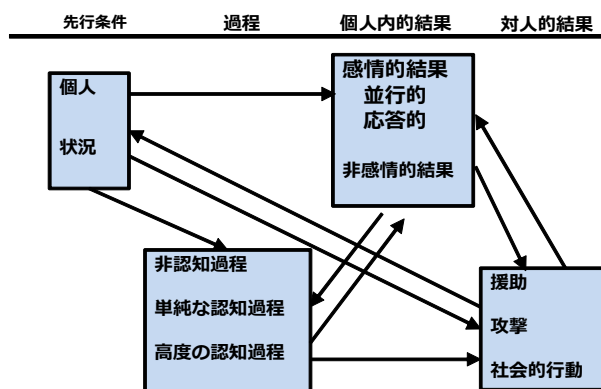 先行条件
過程
個人内的結果
対人的結果
個人
状況
感情的結果
並行的
応答的
非感情的結果
非認知過程
単純な認知過程
高度の認知過程
援助
攻撃
社会的行動